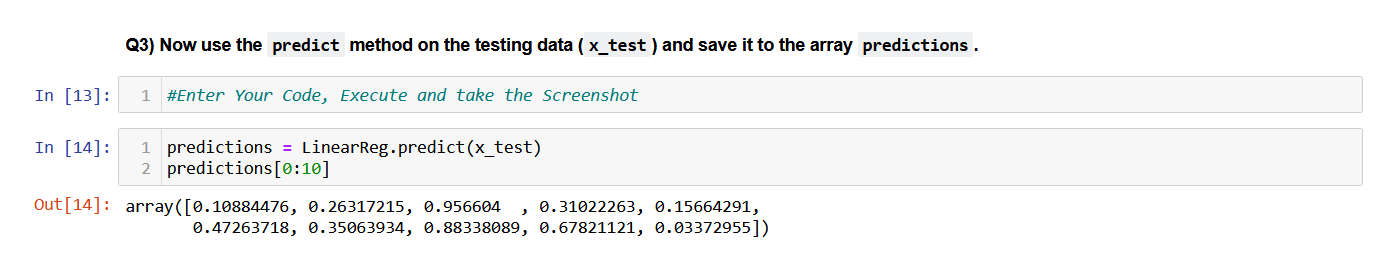 Q3) Now use the predict method on the testing data ( x_test ) and save it to the array predictions .
In [13]: 1 #Enter Your Code, Execute and take the Screenshot
In [14]: 1 predictions = LinearReg.predict(x_test)
2 predictions[0:10]
Out[14]: array([0.10884476, 0.26317215, 0.956604  , 0.31022623, 0.15664291,
0.47263718, 0.35063934, 0.88338089, 0.67821121, 0.03372955])